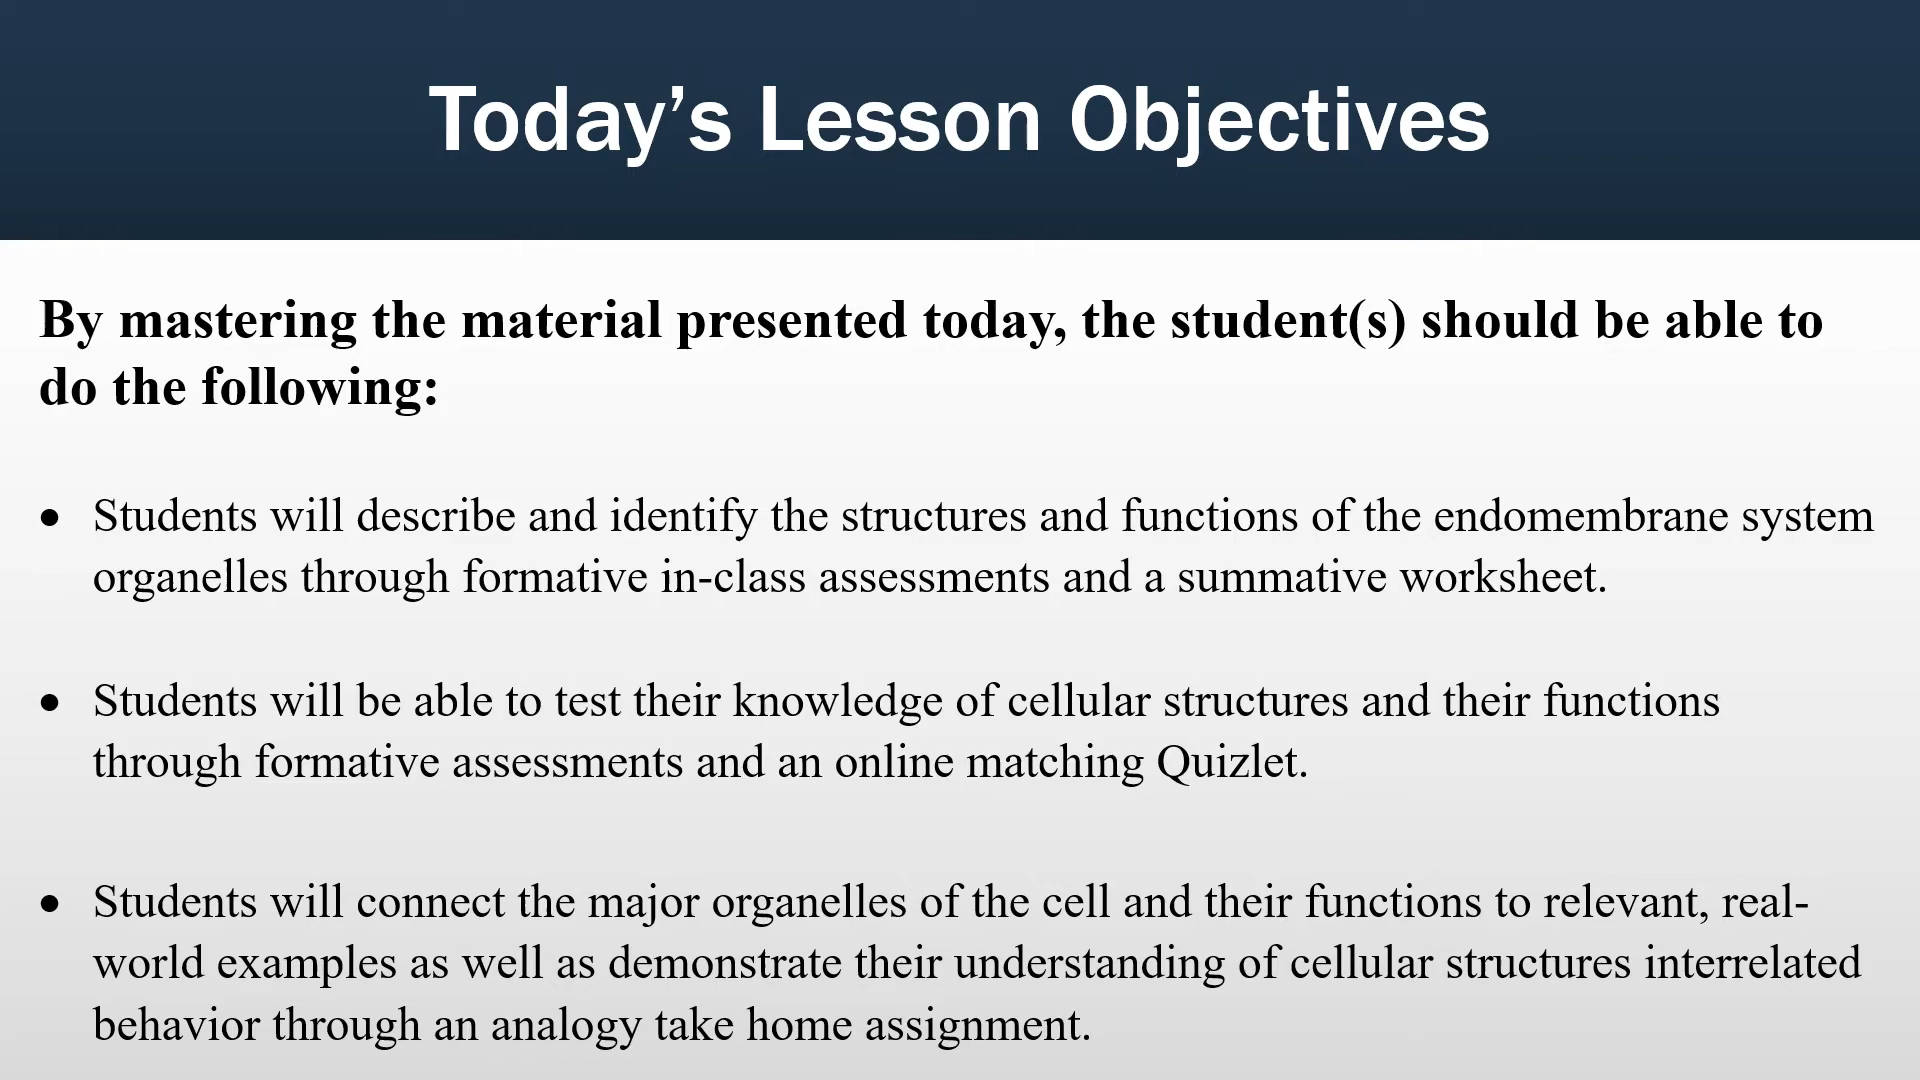 Today’s Lesson Objectives
By mastering the material presented today, the student(s) should be able to
do the following:
• Students will describe and identify the structures and functions of the endomembrane system
organelles through formative in-class assessments and a summative worksheet.
• Students will be able to test their knowledge of cellular structures and their functions
through formative assessments and an online matching Quizlet.
• Students will connect the major organelles of the cell and their functions to relevant, real-
world examples as well as demonstrate their understanding of cellular structures interrelated
behavior through an analogy take home assignment.